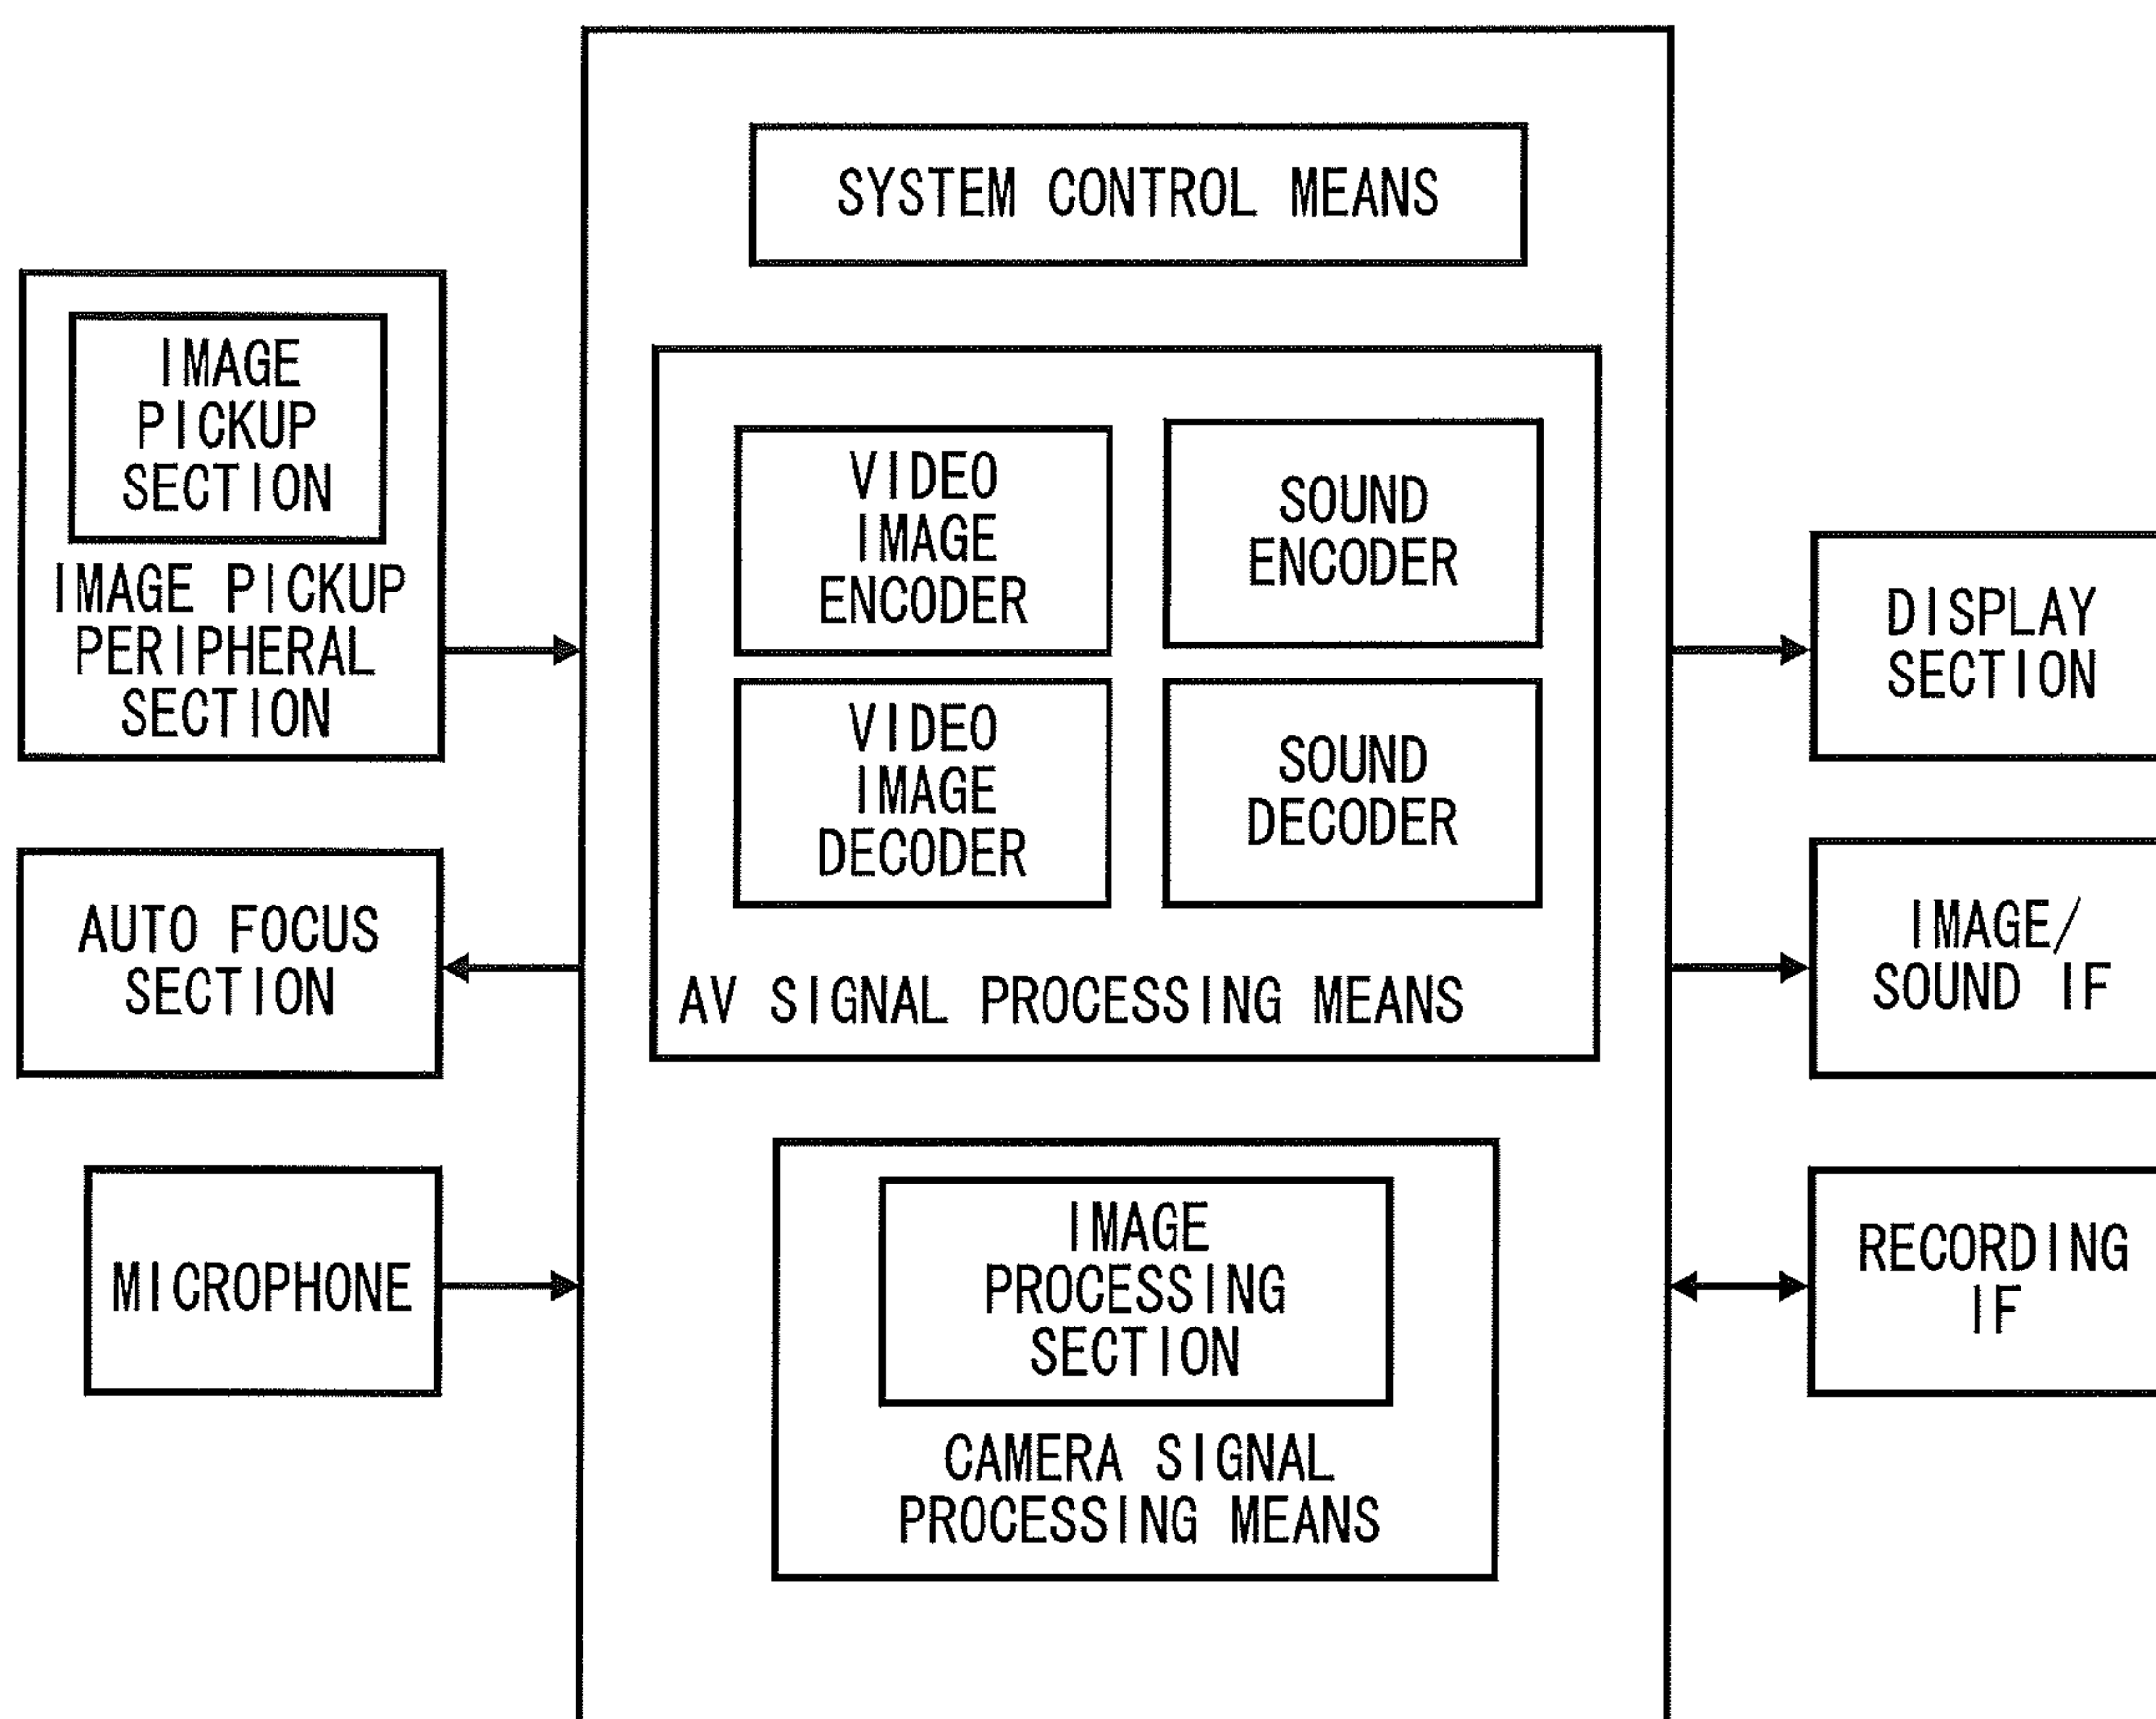 SYSTEM CONTROL MEANS
IMAGE
PICKUP
SECTION
IMAGE PICKUP
PERIPHERAL
SECTION
AUTO FOCUS
SECTION
MICROPHONE
VIDEO
IMAGE
ENCODER
SOUND
ENCODER
VIDEO
IMAGE
DECODER
SOUND
DECODER
AV SIGNAL PROCESSING MEANS
IMAGE
PROCESSING
SECTION
CAMERA SIGNAL
PROCESSING MEANS
DISPLAY
SECTION
IMAGE/
SOUND IF
RECORDING
IF